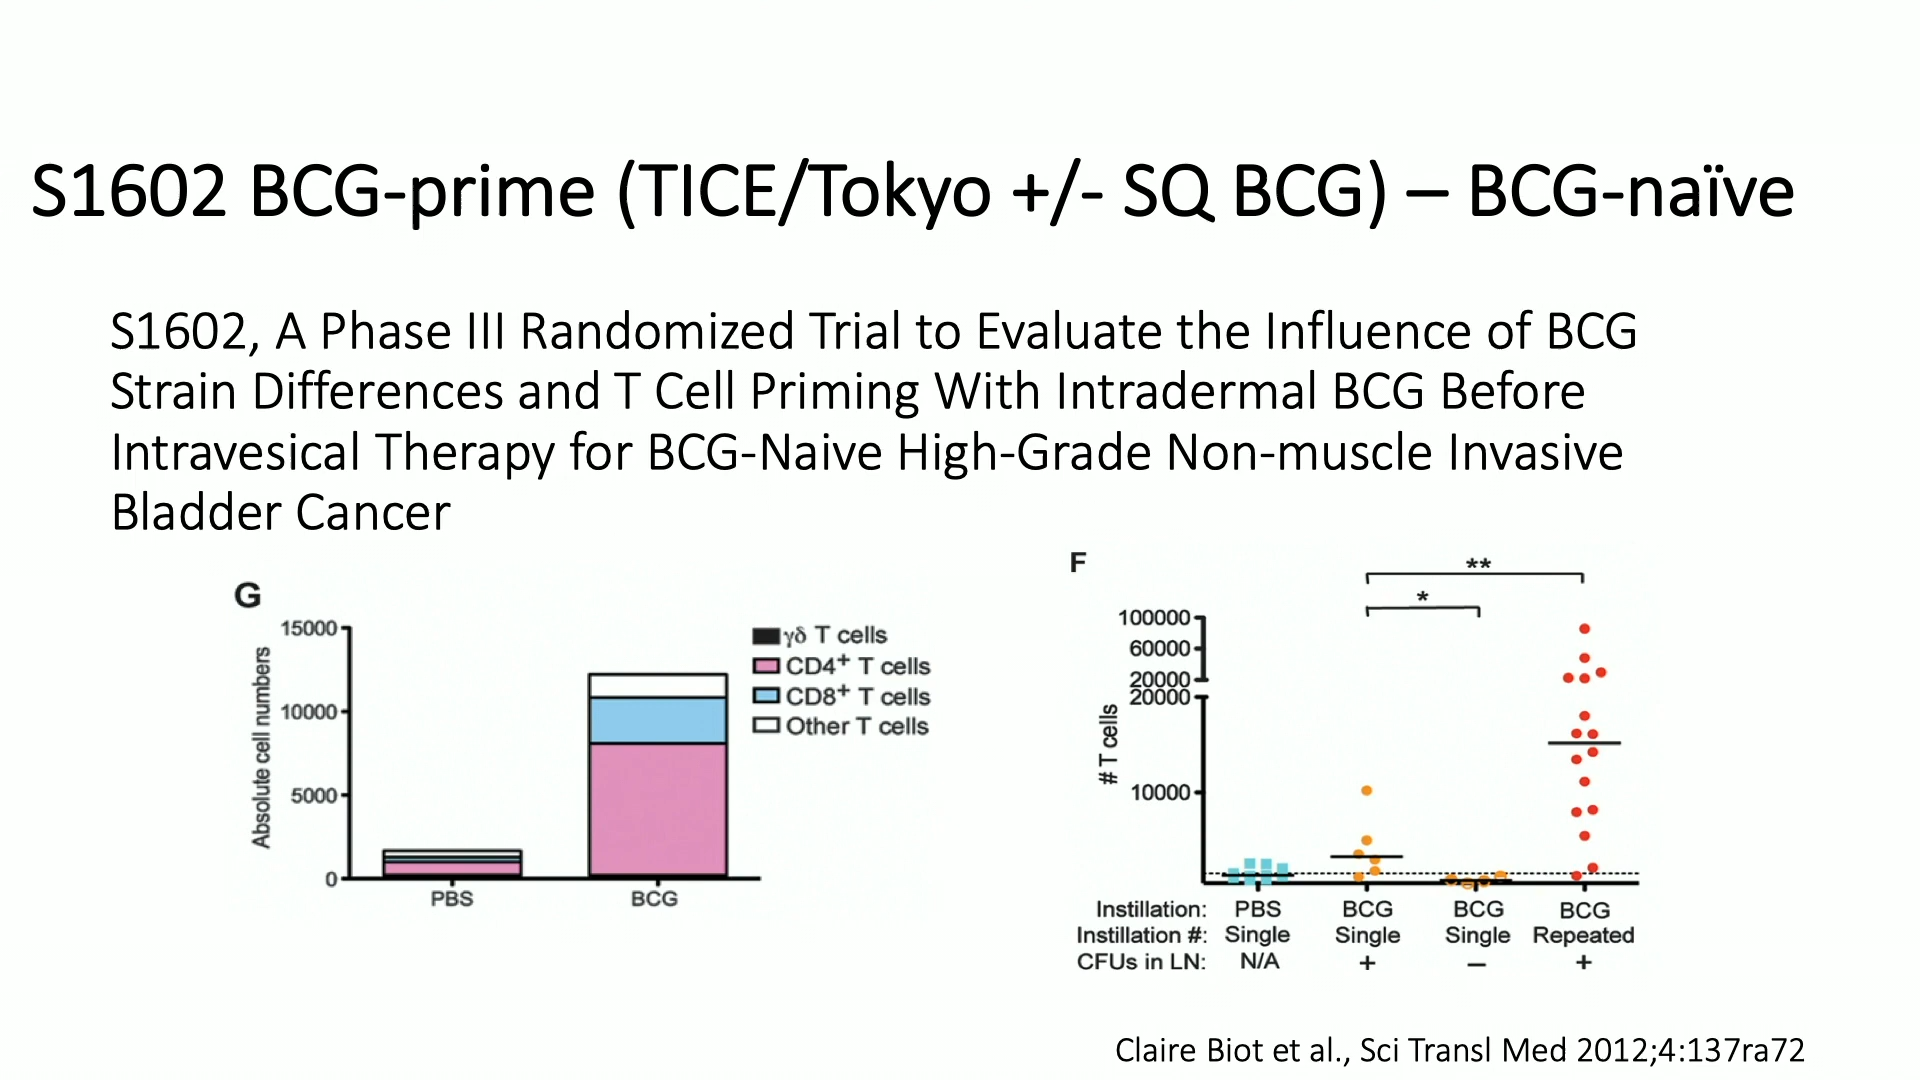 S1602 BCG-prime (TICE/Tokyo +/- SQ BCG) – BCG-naïve
S1602, A Phase III Randomized Trial to Evaluate the Influence of BCG
Strain Differences and T Cell Priming With Intradermal BCG Before
Intravesical Therapy for BCG-Naive High-Grade Non-muscle Invasive
Bladder Cancer
G
Absolute cell numbers
15000
10000
5000
0
PBS BCG
γδ T cells
CD4+ T cells
CD8+ T cells
Other T cells
F
**
*
# T cells
100000
60000
20000
20000
10000
Instillation: PBS BCG BCG BCG
Instillation #: Single Single Single Repeated
CFUs in LN: N/A + – +
Claire Biot et al., Sci Transl Med 2012;4:137ra72